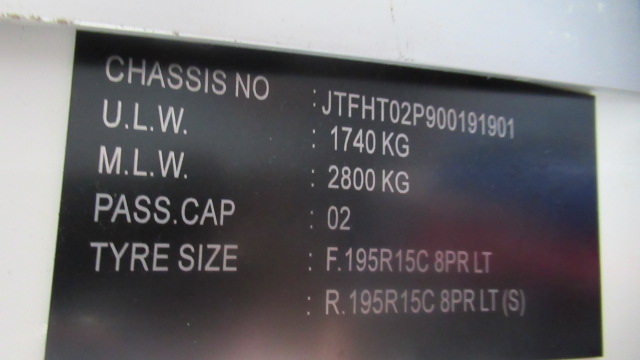 CHASSIS NO : JTFHT02P900191901
U.L.W. : 1740 KG
M.L.W. : 2800 KG
PASS.CAP : 02
TYRE SIZE : F.195R15C 8PR LT
: R.195R15C 8PR LT (S)